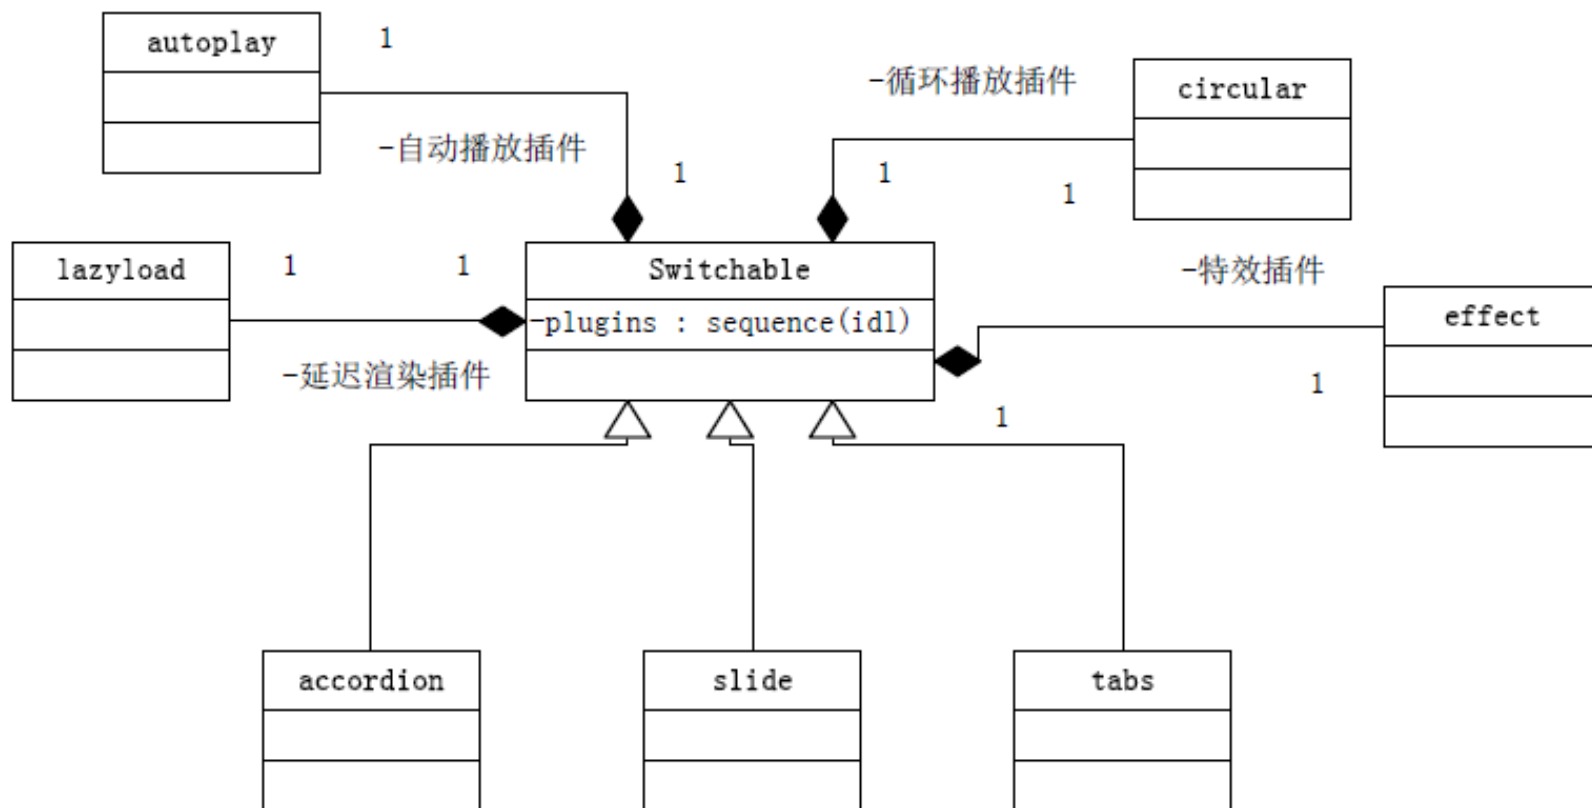 autoplay
1
-循环播放插件
circular
-自动播放插件
1
1
1
lazyload
1
1
Switchable
-特效插件
-plugins : sequence(idl)
effect
-延迟渲染插件
1
1
accordion
slide
tabs